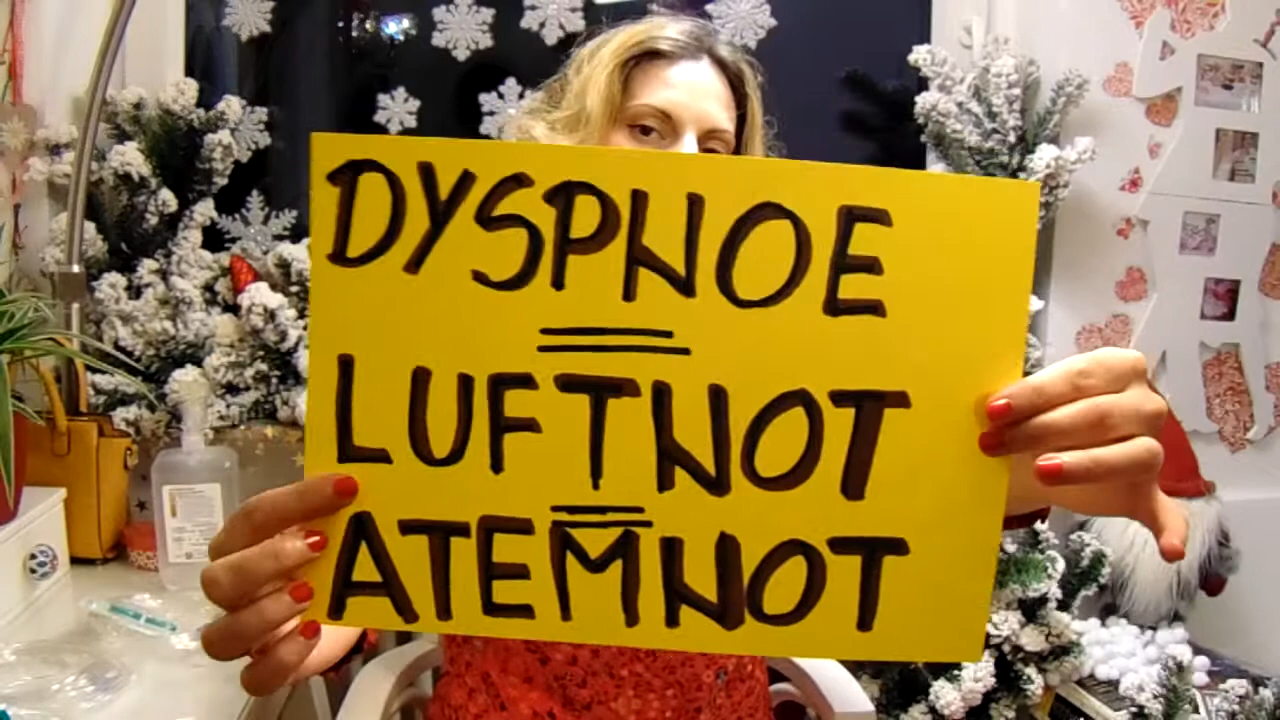 DYSPNOE
=
LUFTNOT
=
ATEMNOT